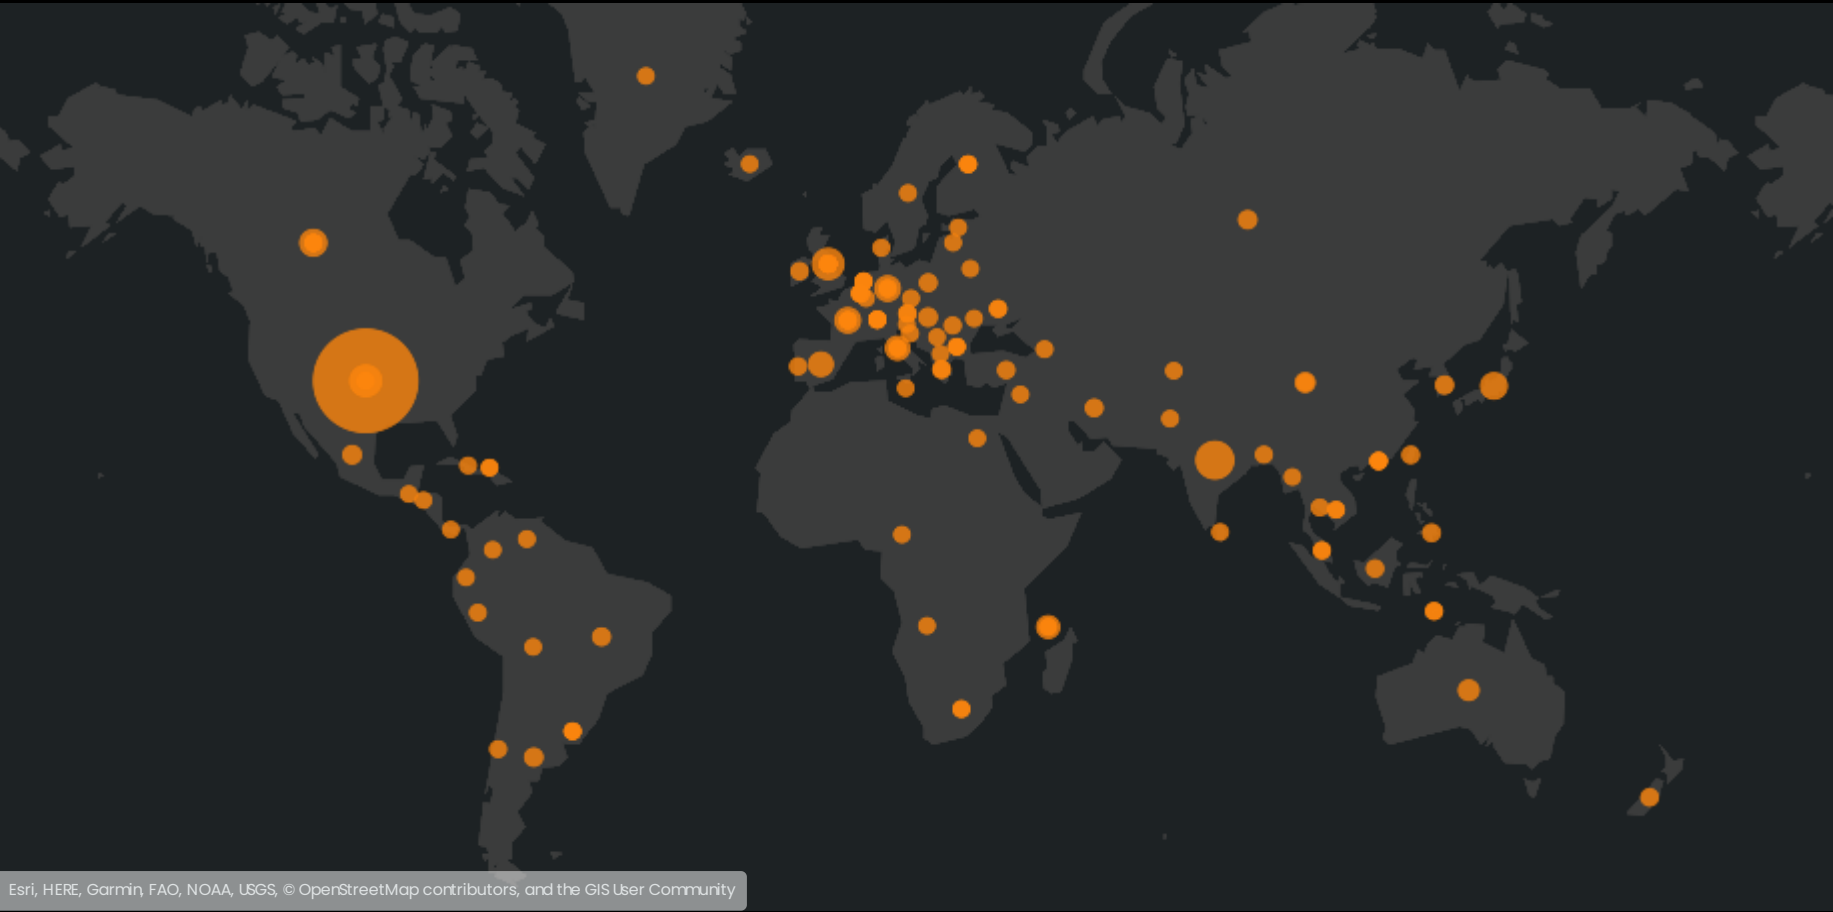 Esri, HERE, Garmin, FAO, NOAA, USGS, © OpenStreetMap contributors, and the GIS User Community